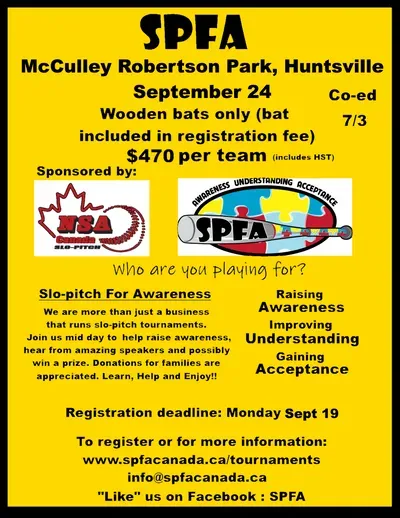 SPFA
McCulley Robertson Park, Huntsville
September 24
Co-ed
7/3
Wooden bats only (bat
included in registration fee)
$470 per team (includes HST)
Sponsored by:
NSA
Canada
SLO-PITCH
AWARENESS UNDERSTANDING ACCEPTANCE
SPFA
Who are you playing for?
Slo-pitch For Awareness
We are more than just a business
that runs slo-pitch tournaments.
Join us mid day to help raise awareness,
hear from amazing speakers and possibly
win a prize. Donations for families are
appreciated. Learn, Help and Enjoy!!
Raising
Awareness
Improving
Understanding
Gaining
Acceptance
Registration deadline: Monday Sept 19
To register or for more information:
www.spfacanada.ca/tournaments
info@spfacanada.ca
"Like" us on Facebook : SPFA